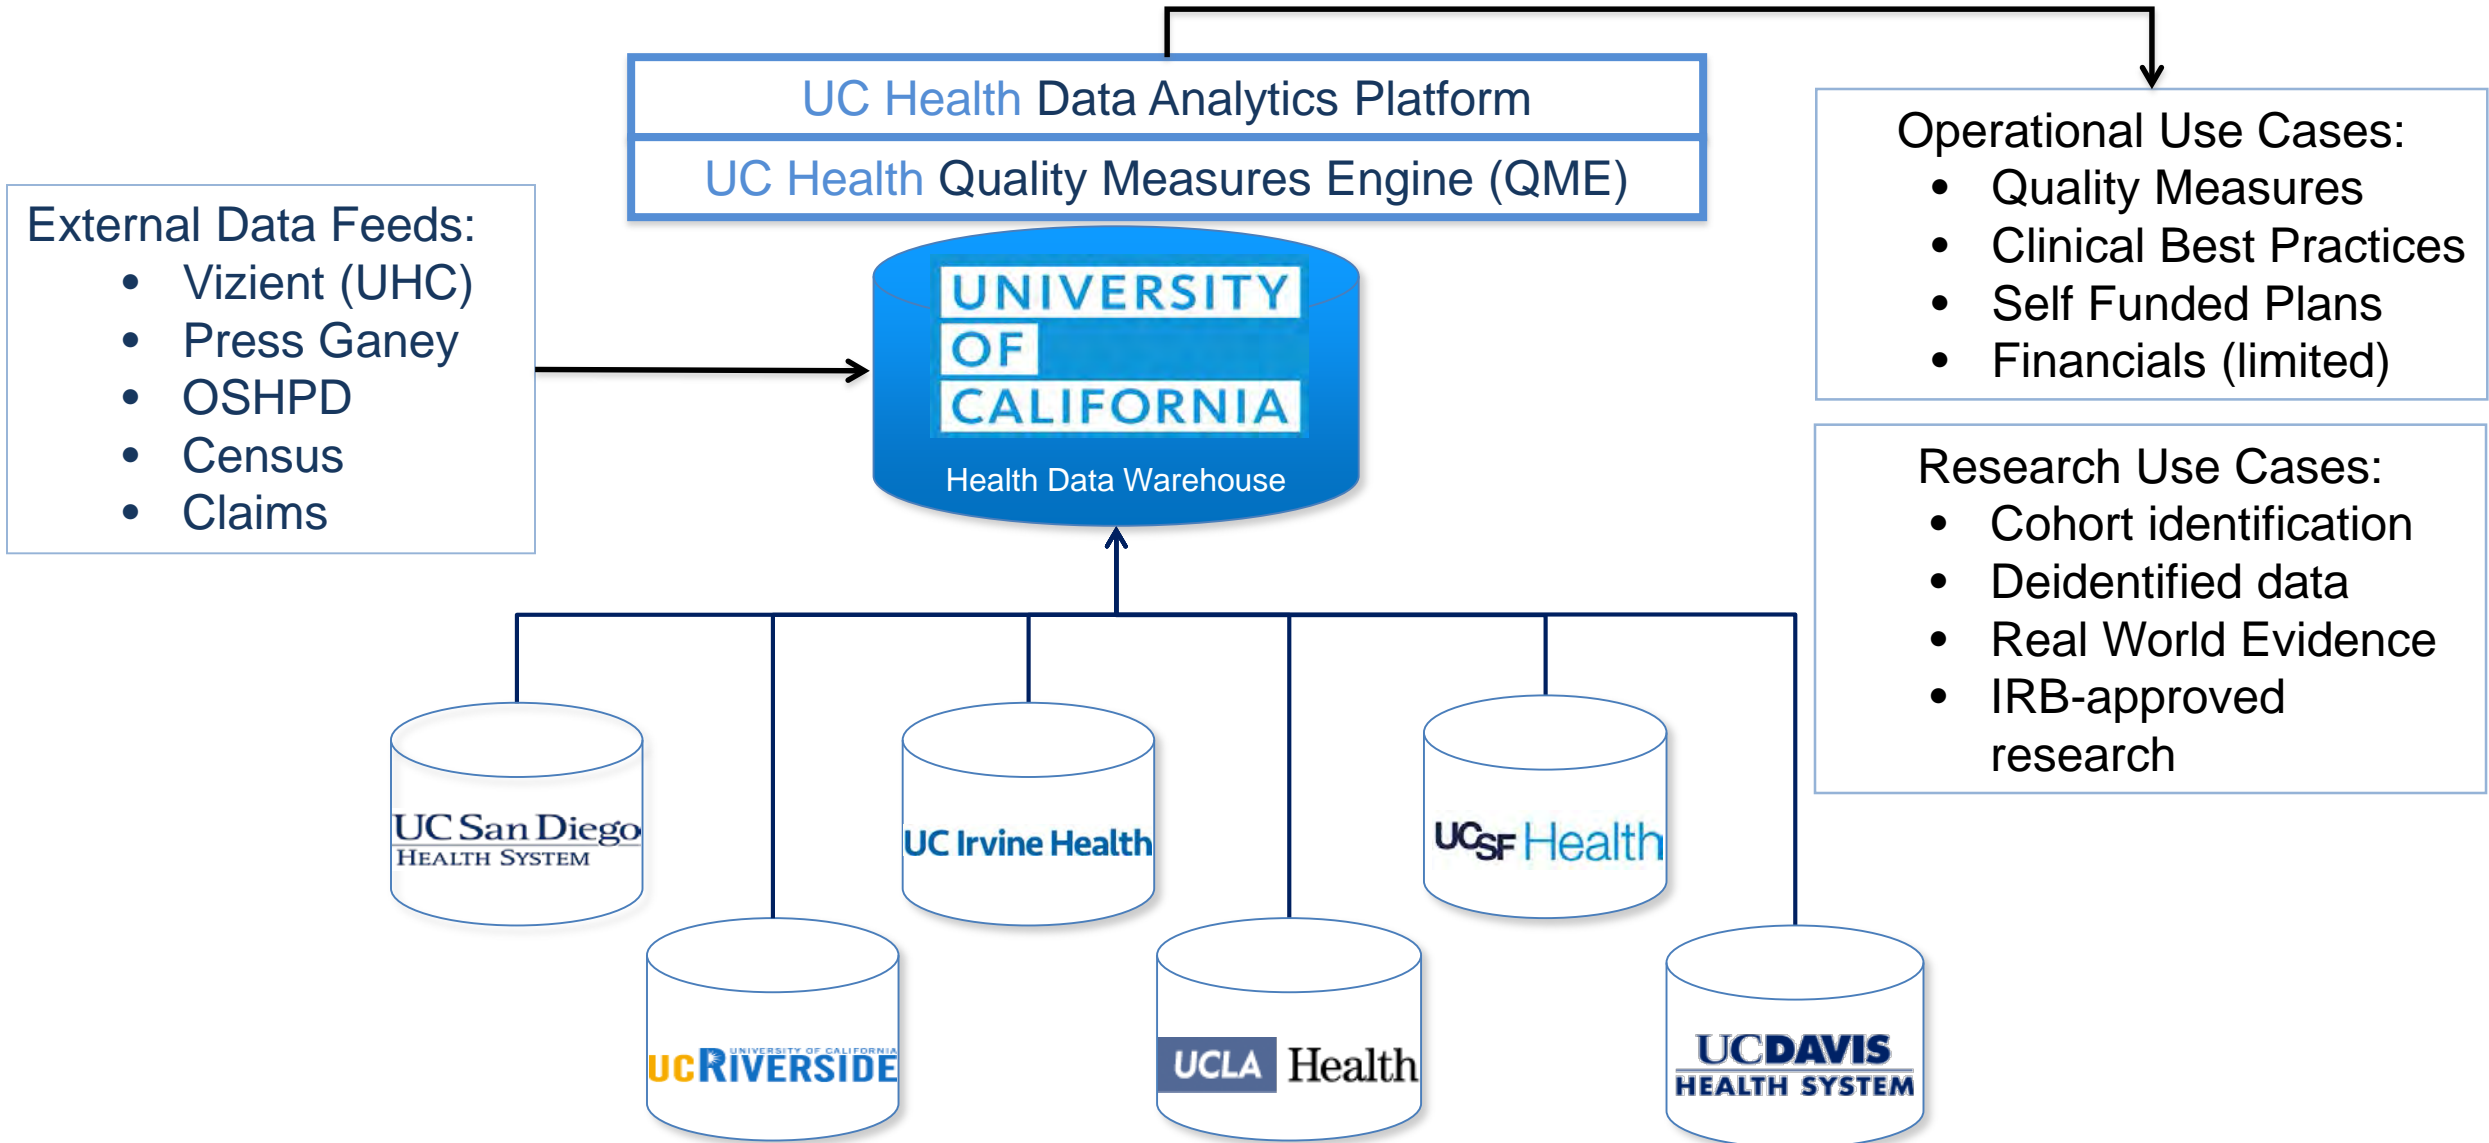 UC Health Data Analytics Platform
UC Health Quality Measures Engine (QME)
External Data Feeds:
• Vizient (UHC)
• Press Ganey
• OSHPD
• Census
• Claims
UNIVERSITY
OF
CALIFORNIA
Health Data Warehouse
Operational Use Cases:
• Quality Measures
• Clinical Best Practices
• Self Funded Plans
• Financials (limited)
Research Use Cases:
• Cohort identification
• Deidentified data
• Real World Evidence
• IRB-approved
research
UC San Diego
HEALTH SYSTEM
UC Irvine Health
UCSF Health
UNIVERSITY OF CALIFORNIA
UCRIVERSIDE
UCLA Health
UCDAVIS
HEALTH SYSTEM